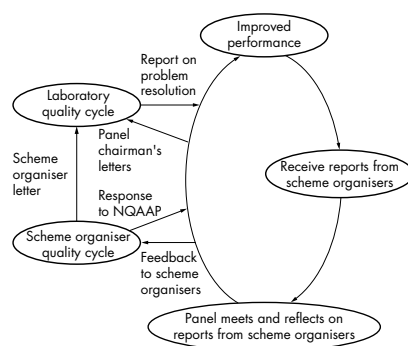 Improved
performance
Report on
problem
resolution
Laboratory
quality cycle
Panel
chairman's
letters
Scheme
organiser
letter
Receive reports from
scheme organisers
Response
to NQAAP
Scheme organiser
quality cycle
Feedback
to scheme
organisers
Panel meets and reflects on
reports from scheme organisers